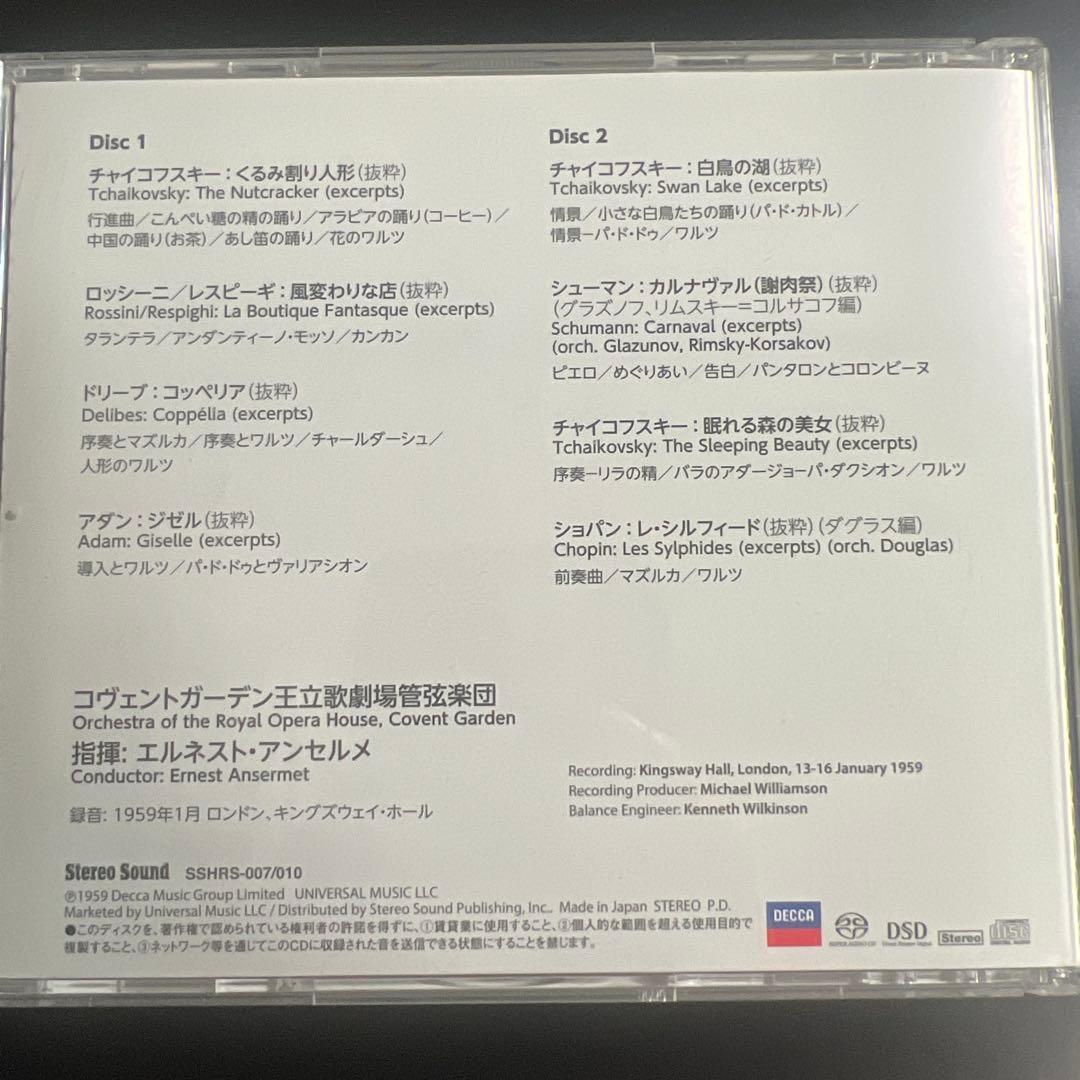 Disc 1
チャイコフスキー：くるみ割り人形（抜粋）
Tchaikovsky: The Nutcracker (excerpts)
行進曲／こんぺい糖の精の踊り／アラビアの踊り（コーヒー）／
中国の踊り（お茶）／あし笛の踊り／花のワルツ
ロッシーニ／レスピーギ：風変わりな店（抜粋）
Rossini/Respighi: La Boutique Fantasque (excerpts)
タランテラ／アンダンティーノ・モッソ／カンカン
ドリーブ：コッペリア（抜粋）
Delibes: Coppélia (excerpts)
序奏とマズルカ／序奏とワルツ／チャールダーシュ／
人形のワルツ
アダン：ジゼル（抜粋）
Adam: Giselle (excerpts)
導入とワルツ／パ・ド・ドゥとヴァリアシオン
Disc 2
チャイコフスキー：白鳥の湖（抜粋）
Tchaikovsky: Swan Lake (excerpts)
情景／小さな白鳥たちの踊り（パ・ド・カトル）／
情景－パ・ド・ドゥ／ワルツ
シューマン：カルナヴァル（謝肉祭）（抜粋）
（グラズノフ、リムスキー＝コルサコフ編）
Schumann: Carnaval (excerpts)
(orch. Glazunov, Rimsky-Korsakov)
ピエロ／めぐりあい／告白／パンタロンとコロンビーヌ
チャイコフスキー：眠れる森の美女（抜粋）
Tchaikovsky: The Sleeping Beauty (excerpts)
序奏－リラの精／バラのアダージョ－パ・ダクシオン／ワルツ
ショパン：レ・シルフィード（抜粋）（ダグラス編）
Chopin: Les Sylphides (excerpts) (orch. Douglas)
前奏曲／マズルカ／ワルツ
コヴェントガーデン王立歌劇場管弦楽団
Orchestra of the Royal Opera House, Covent Garden
指揮: エルネスト・アンセルメ
Conductor: Ernest Ansermet
録音: 1959年1月 ロンドン、キングズウェイ・ホール
Recording: Kingsway Hall, London, 13-16 January 1959
Recording Producer: Michael Williamson
Balance Engineer: Kenneth Wilkinson
Stereo Sound SSHRS-007/010
℗1959 Decca Music Group Limited UNIVERSAL MUSIC LLC
Marketed by Universal Music LLC / Distributed by Stereo Sound Publishing, Inc.. Made in Japan STEREO P.D.
●このディスクを、著作権で認められている権利者の許諾を得ずに、①賃貸業に使用すること、②個人的な範囲を超える使用目的で
複製すること、③ネットワーク等を通じてこのCDに収録された音を送信できる状態にすることを禁じます。
DECCA
SUPER AUDIO CD
DSD
Direct Stream Digital
Stereo
COMPACT disc DIGITAL AUDIO